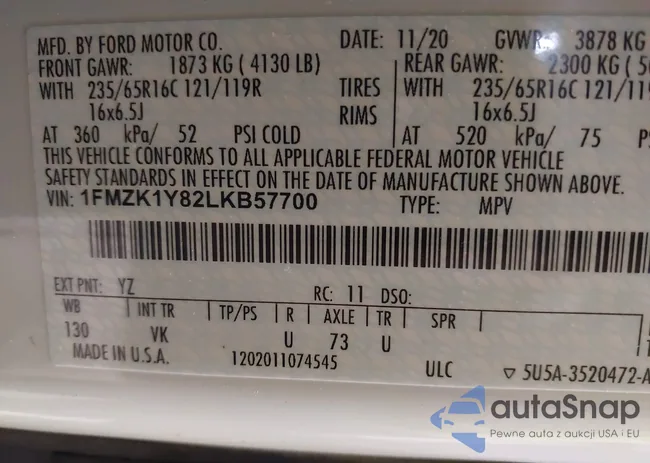 MFD. BY FORD MOTOR CO. DATE: 11/20 GVWR: 3878 KG
FRONT GAWR: 1873 KG ( 4130 LB) REAR GAWR: 2300 KG (
WITH 235/65R16C 121/119R TIRES WITH 235/65R16C 121/119
16x6.5J RIMS 16x6.5J
AT 360 kPa/ 52 PSI COLD AT 520 kPa/ 75
THIS VEHICLE CONFORMS TO ALL APPLICABLE FEDERAL MOTOR VEHICLE
SAFETY STANDARDS IN EFFECT ON THE DATE OF MANUFACTURE SHOWN ABOVE.
VIN: 1FMZK1Y82LKB57700 TYPE: MPV
EXT PNT: YZ RC: 11 DSO:
WB INT TR TP/PS R AXLE TR SPR
130 VK U 73 U
MADE IN U.S.A. 1202011074545 ULC ▽ 5U5A-3520472-A
autaSnap
Pewne auta z aukcji USA i EU